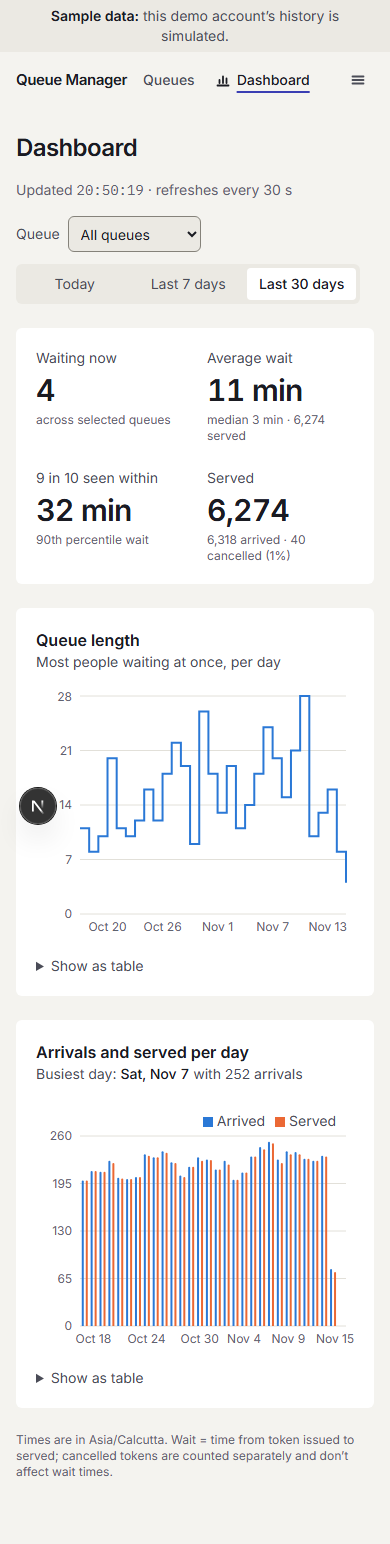 Sample data: this demo account’s history is
simulated.
Queue Manager Queues Dashboard
Dashboard
Updated 20:50:19 · refreshes every 30 s
Queue All queues
Today Last 7 days Last 30 days
Waiting now
4
across selected queues
Average wait
11 min
median 3 min · 6,274
served
9 in 10 seen within
32 min
90th percentile wait
Served
6,274
6,318 arrived · 40
cancelled (1%)
Queue length
Most people waiting at once, per day
28
21
14
7
0
Oct 20 Oct 26 Nov 1 Nov 7 Nov 13
N
Show as table
Arrivals and served per day
Busiest day: Sat, Nov 7 with 252 arrivals
Arrived Served
260
195
130
65
0
Oct 18 Oct 24 Oct 30 Nov 4 Nov 9 Nov 15
Show as table
Times are in Asia/Calcutta. Wait = time from token issued to
served; cancelled tokens are counted separately and don’t
affect wait times.